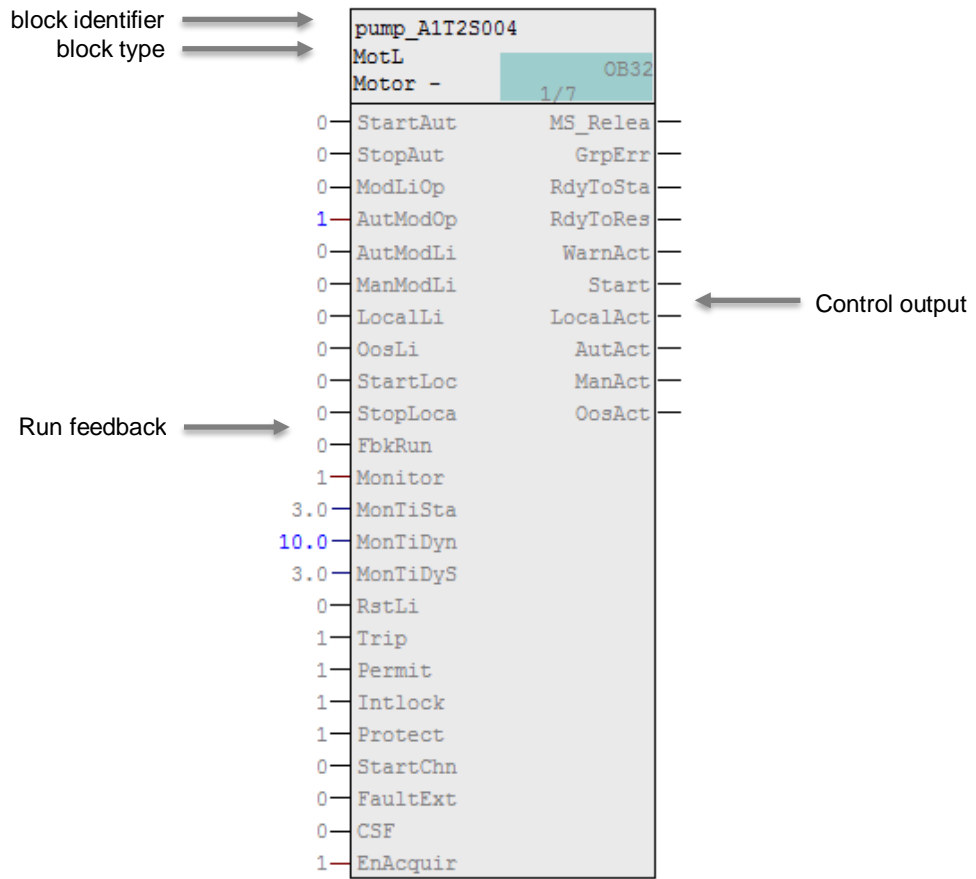 block identifier
block type
pump_A1T2S004
MotL
Motor -
OB32
1/7
0 StartAut MS_Relea
0 StopAut GrpErr
0 ModLiOp RdyToSta
1 AutModOp RdyToRes
0 AutModLi WarnAct
0 ManModLi Start
0 LocalLi LocalAct
0 OosLi AutAct
0 StartLoc ManAct
0 StopLoca OosAct
0 FbkRun
1 Monitor
3.0 MonTiSta
10.0 MonTiDyn
3.0 MonTiDyS
0 RstLi
1 Trip
1 Permit
1 Intlock
1 Protect
0 StartChn
0 FaultExt
0 CSF
1 EnAcquir
Run feedback
Control output